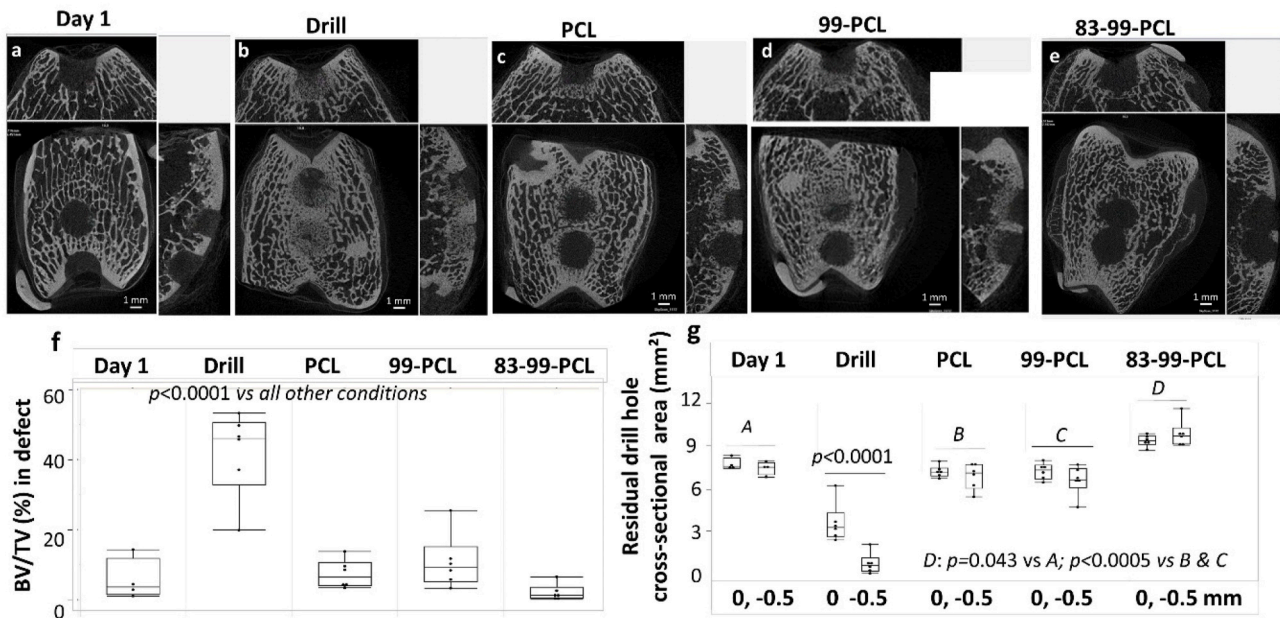 Day 1 Drill PCL 99-PCL 83-99-PCL
a b c d e
1 mm 1 mm 1 mm 1 mm 1 mm
f
Day 1 Drill PCL 99-PCL 83-99-PCL
p<0.0001 vs all other conditions
BV/TV (%) in defect
60
40
20
0
g
Day 1 Drill PCL 99-PCL 83-99-PCL
Residual drill hole
cross-sectional area (mm²)
12
9
6
3
0
A
p<0.0001
B
C
D
D: p=0.043 vs A; p<0.0005 vs B & C
0, -0.5 0 -0.5 0, -0.5 0, -0.5 0, -0.5 mm